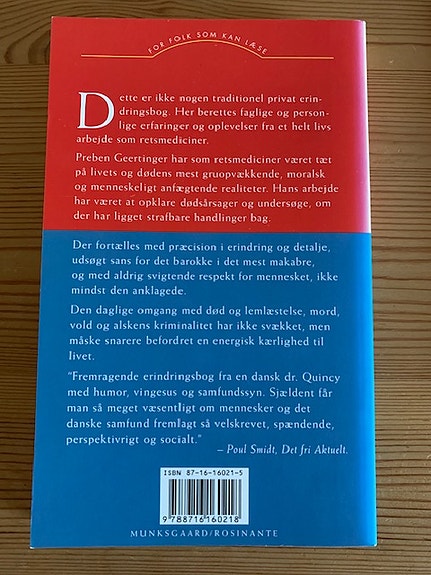 FOR FOLK SOM KAN LÆSE
Dette er ikke nogen traditionel privat erin-
dringsbog. Her berettes faglige og person-
lige erfaringer og oplevelser fra et helt livs
arbejde som retsmediciner.
Preben Geertinger har som retsmediciner været tæt
på livets og dødens mest gruopvækkende, moralsk
og menneskeligt anfægtende realiteter. Hans arbejde
har været at opklare dødsårsager og undersøge, om
der har ligget strafbare handlinger bag.
Der fortælles med præcision i erindring og detalje,
udsøgt sans for det barokke i det mest makabre,
og med aldrig svigtende respekt for mennesket, ikke
mindst den anklagede.
Den daglige omgang med død og lemlæstelse, mord,
vold og alskens kriminalitet har ikke svækket, men
måske snarere befordret en energisk kærlighed til
livet.
"Fremragende erindringsbog fra en dansk dr. Quincy
med humor, vingesus og samfundssyn. Sjældent får
man så meget væsentligt om mennesker og det
danske samfund fremlagt så velskrevet, spændende,
perspektivrigt og socialt."
– Poul Smidt, Det fri Aktuelt.
ISBN 87-16-16021-5
9 788716 160218
MUNKSGAARD/ROSINANTE